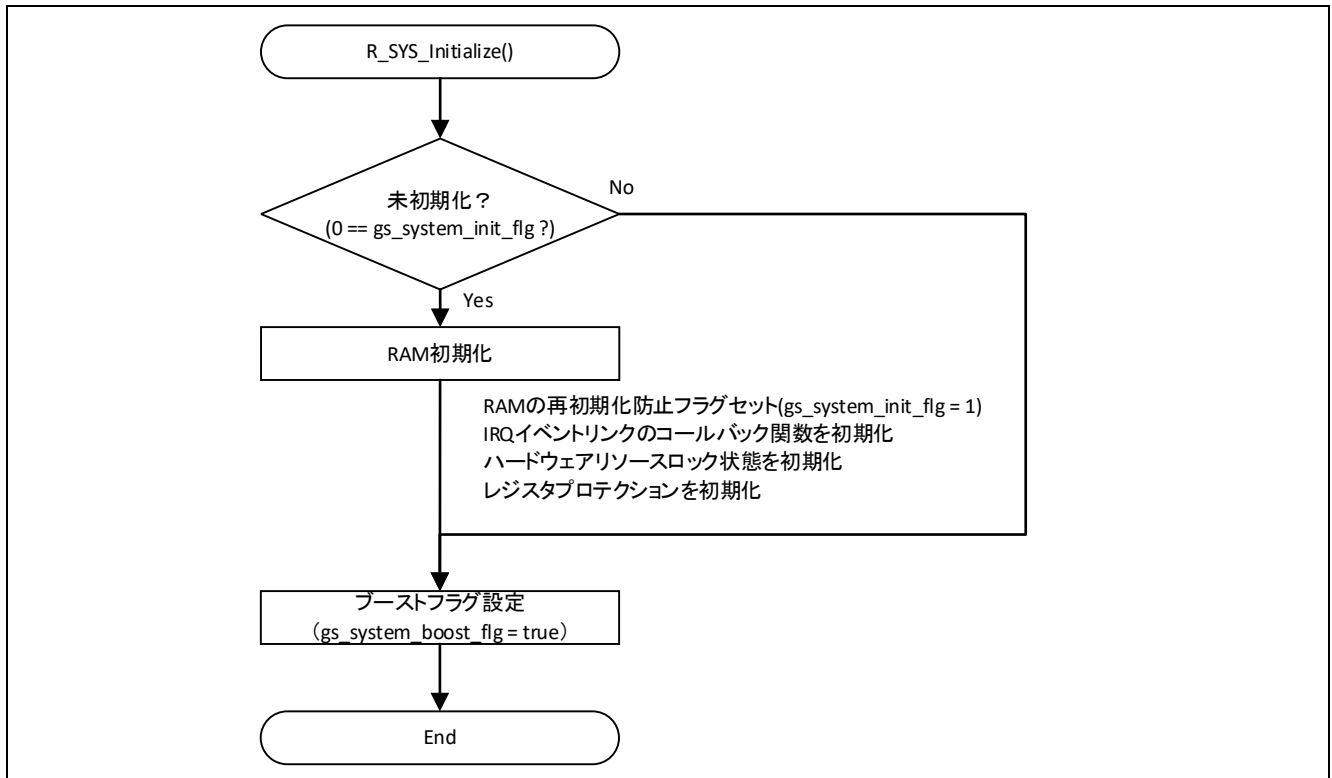 R_SYS_Initialize()
未初期化？
(0 == gs_system_init_flg ?)
No
Yes
RAM初期化
RAMの再初期化防止フラグセット(gs_system_init_flg = 1)
IRQイベントリンクのコールバック関数を初期化
ハードウェアリソースロック状態を初期化
レジスタプロテクションを初期化
ブーストフラグ設定
（gs_system_boost_flg = true）
End